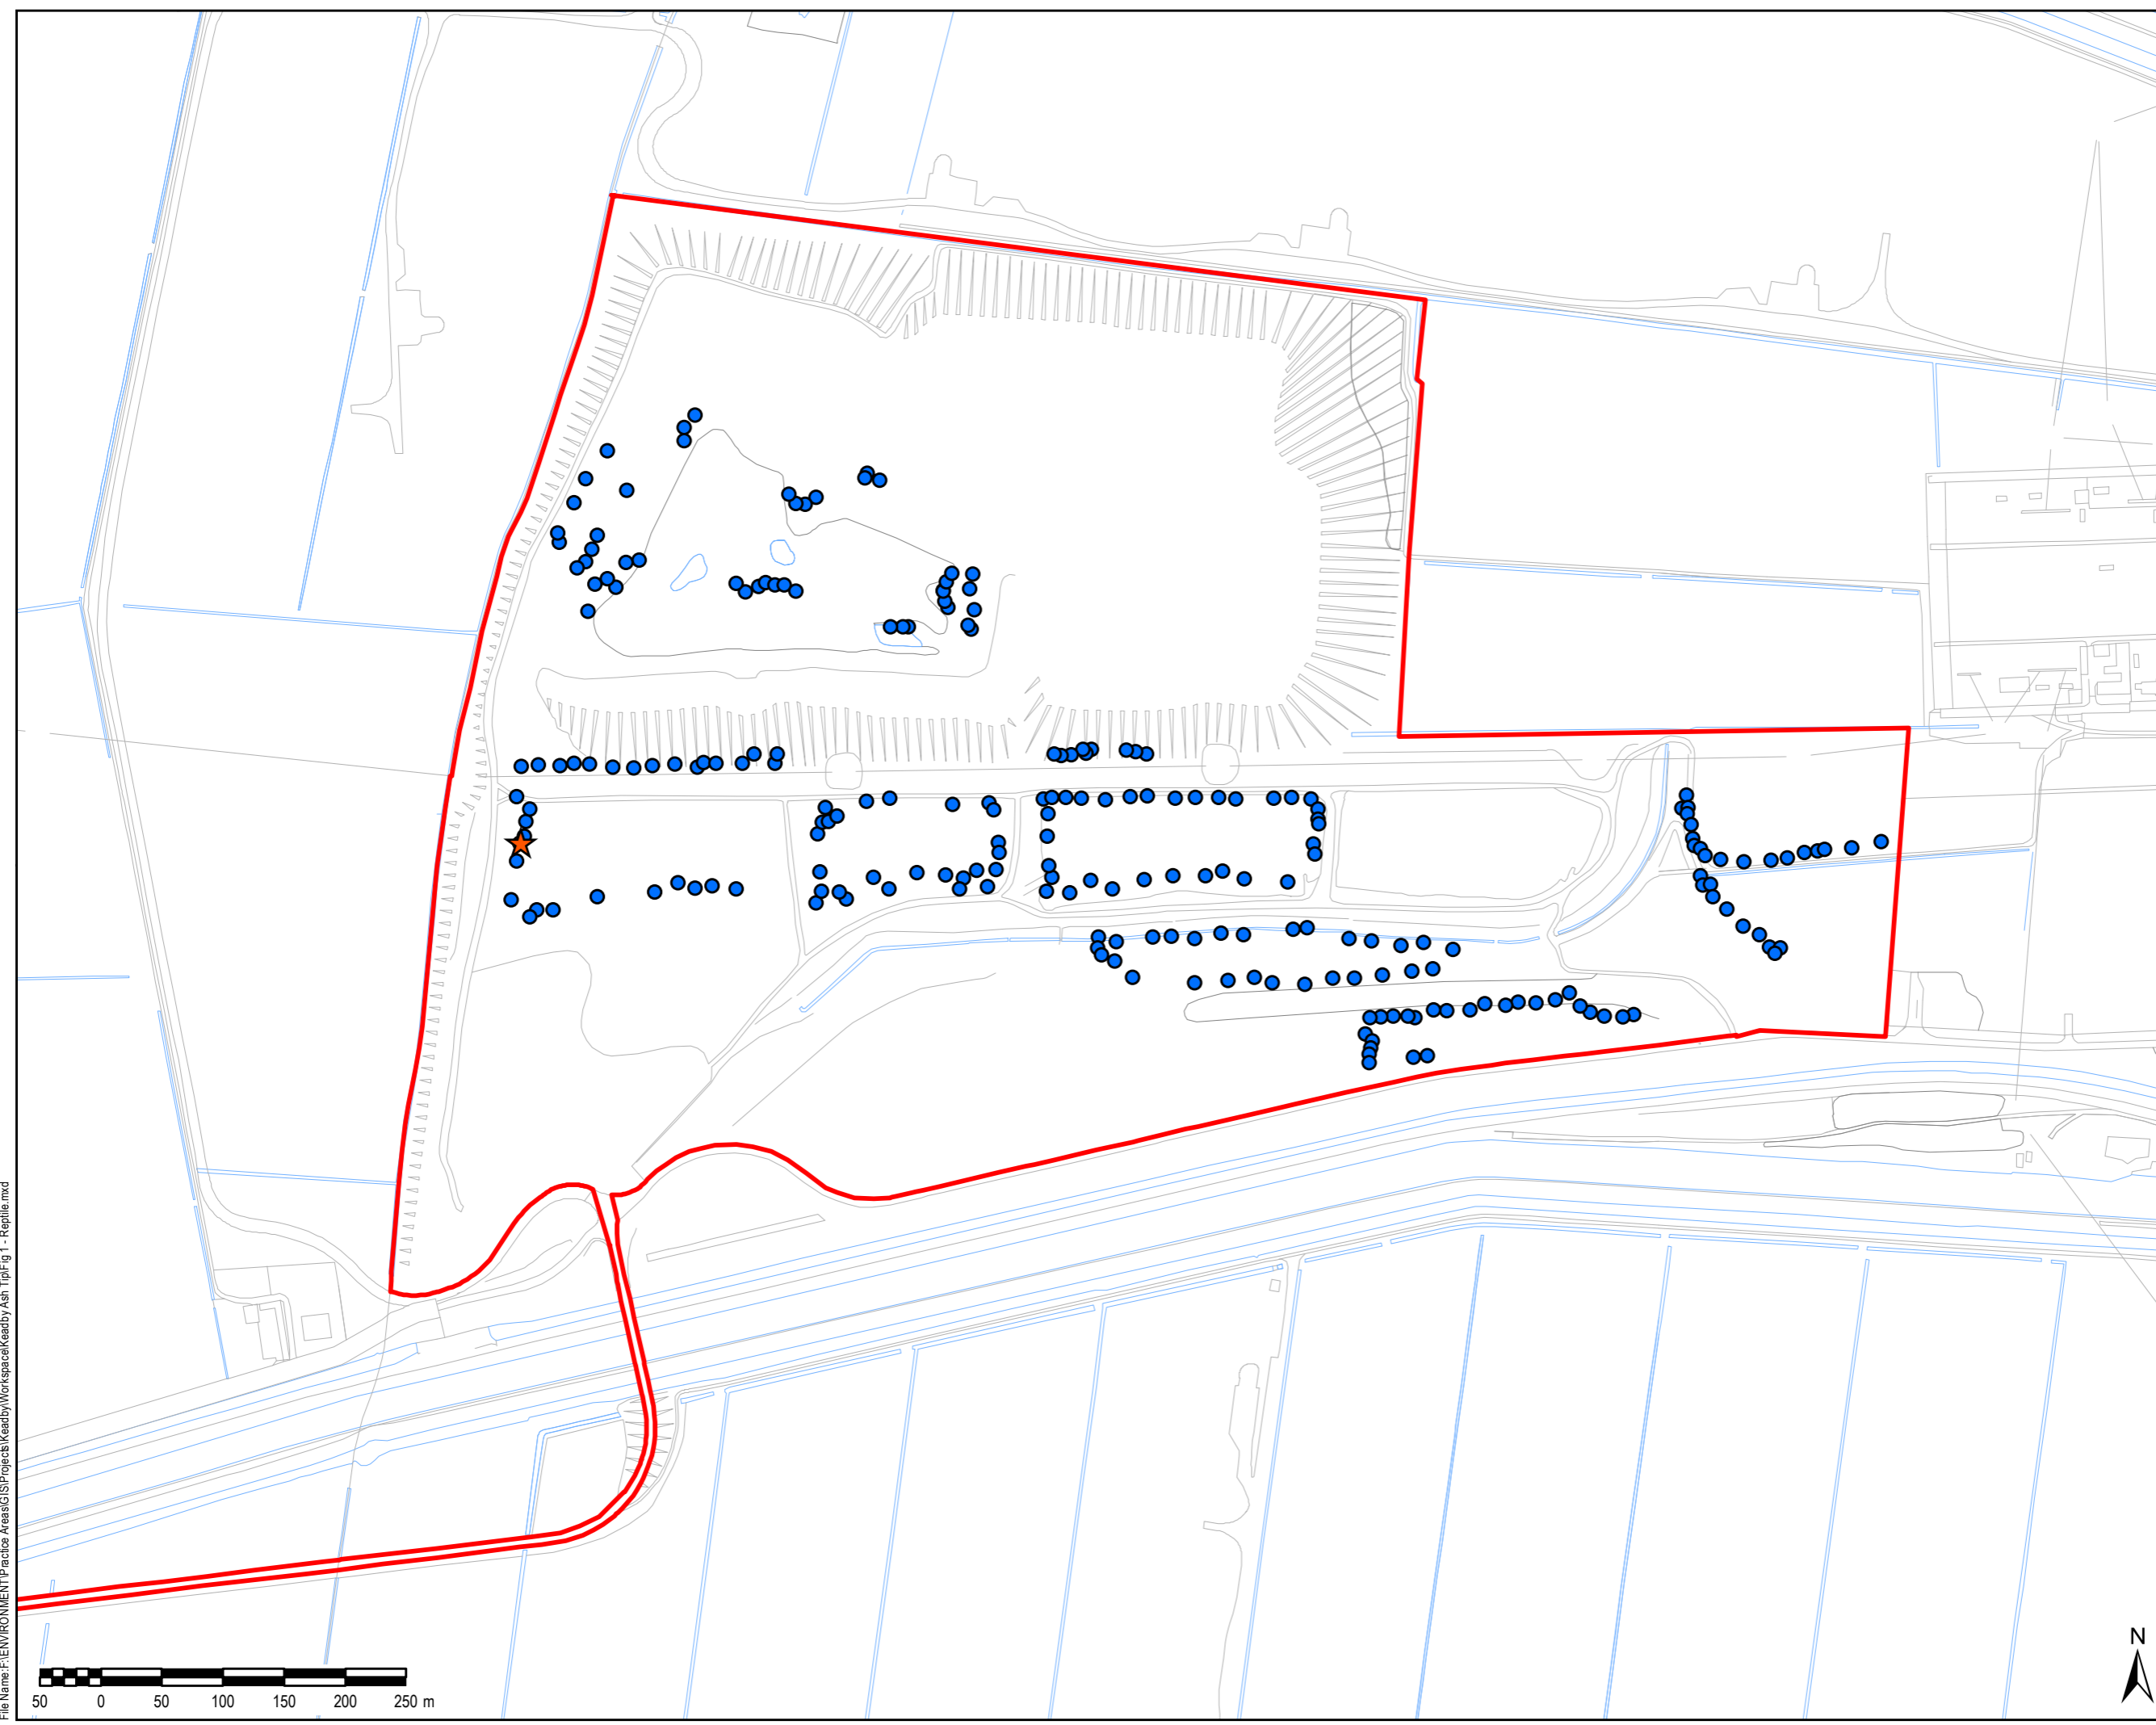 File Name:F:\ENVIRONMENT\Practice Areas\GIS\Projects\Keadby\Workspace\Keadby Ash Tip\Fig 1 - Reptile.mxd
N
50 0 50 100 150 200 250 m